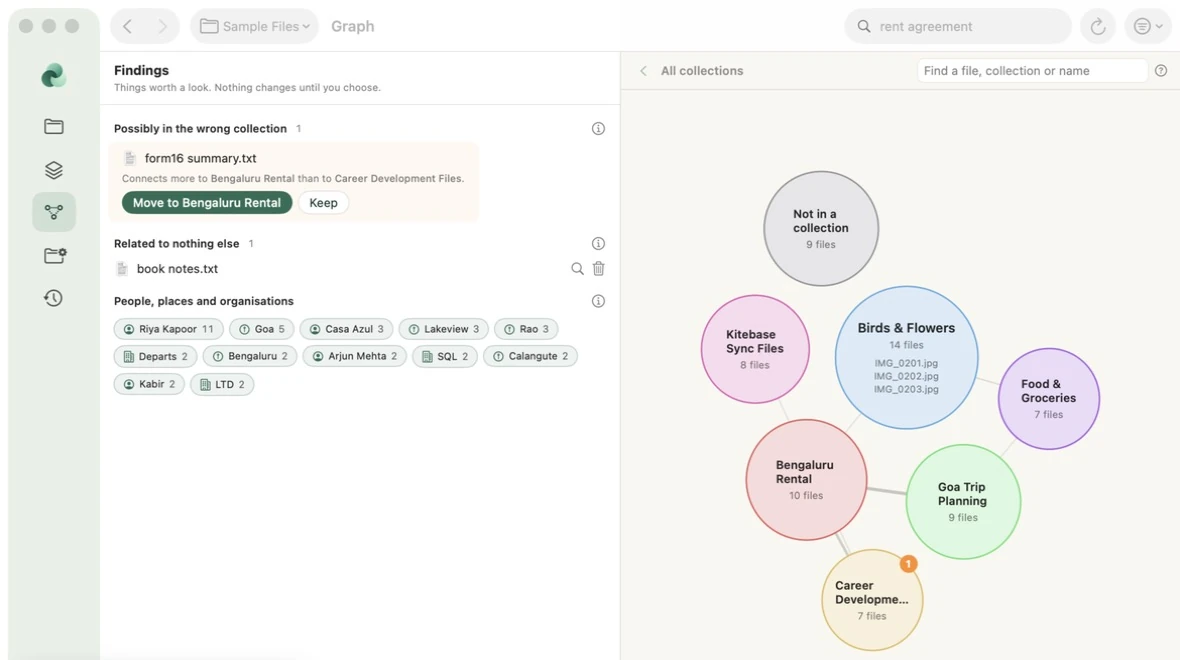 Sample Files
Graph
rent agreement
Findings
Things worth a look. Nothing changes until you choose.
Possibly in the wrong collection 1
form16 summary.txt
Connects more to Bengaluru Rental than to Career Development Files.
Move to Bengaluru Rental
Keep
Related to nothing else 1
book notes.txt
People, places and organisations
Riya Kapoor 11
Goa 5
Casa Azul 3
Lakeview 3
Rao 3
Departs 2
Bengaluru 2
Arjun Mehta 2
SQL 2
Calangute 2
Kabir 2
LTD 2
All collections
Find a file, collection or name
Not in a
collection
9 files
Kitebase
Sync Files
8 files
Birds & Flowers
14 files
IMG_0201.jpg
IMG_0202.jpg
IMG_0203.jpg
Food &
Groceries
7 files
Bengaluru
Rental
10 files
Goa Trip
Planning
9 files
1
Career
Developme...
7 files